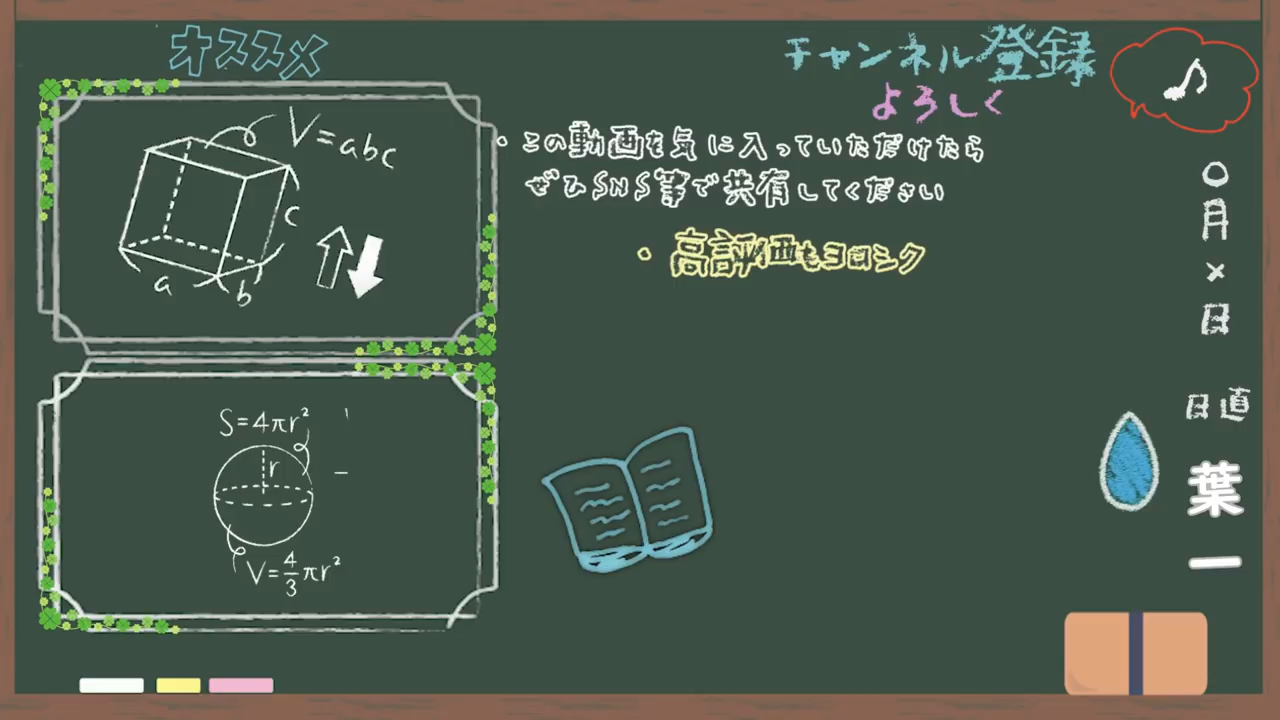 オススメ
V=abc
c
a
b
S=4πr²
r
V=4/3πr²
チャンネル登録
よろしく
・この動画を気に入っていただけたら
ぜひSNS等で共有してください
・高評価もヨロシク
♪
〇月×日
日直
葉一